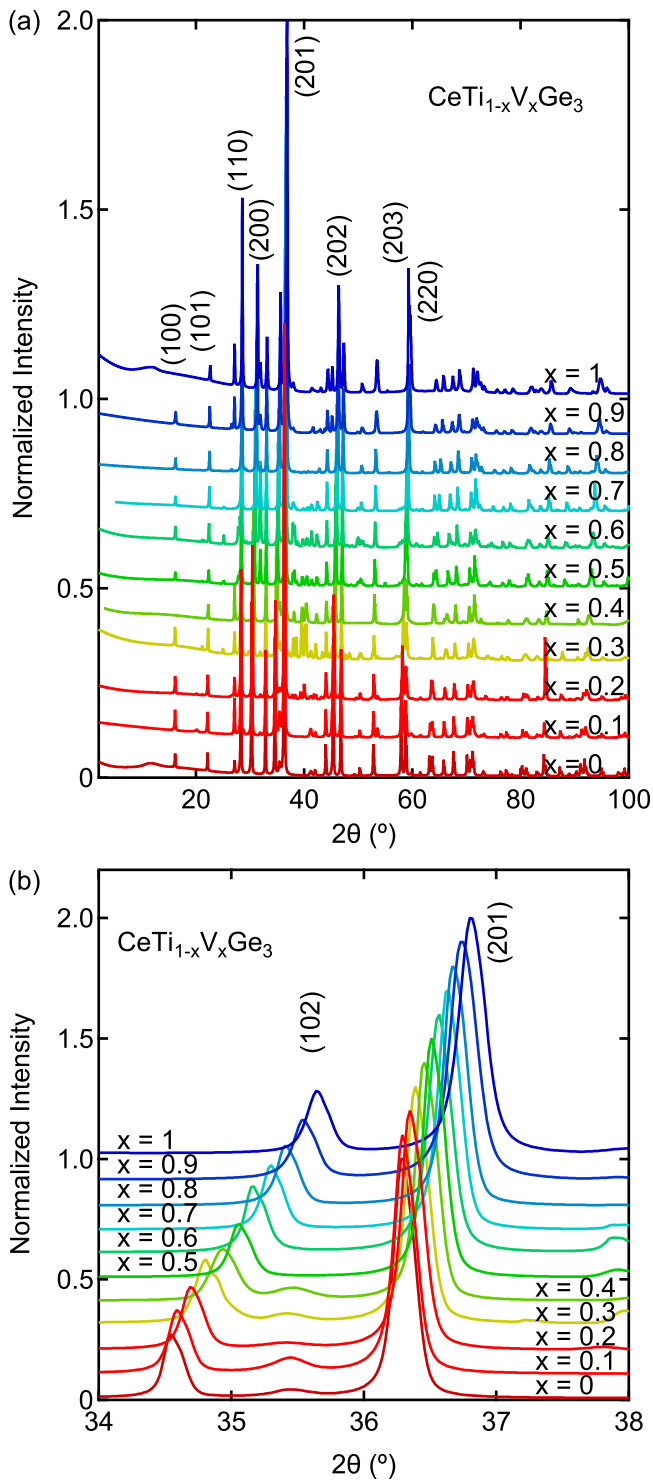 (a)
2.0
1.5
1.0
0.5
0
Normalized Intensity
CeTi1-xVxGe3
(100)
(101)
(110)
(200)
(201)
(202)
(203)
(220)
x = 1
x = 0.9
x = 0.8
x = 0.7
x = 0.6
x = 0.5
x = 0.4
x = 0.3
x = 0.2
x = 0.1
x = 0
20 40 60 80 100
2θ (º)
(b)
2.0
1.5
1.0
0.5
0
Normalized Intensity
CeTi1-xVxGe3
(102)
(201)
x = 1
x = 0.9
x = 0.8
x = 0.7
x = 0.6
x = 0.5
x = 0.4
x = 0.3
x = 0.2
x = 0.1
x = 0
34 35 36 37 38
2θ (º)